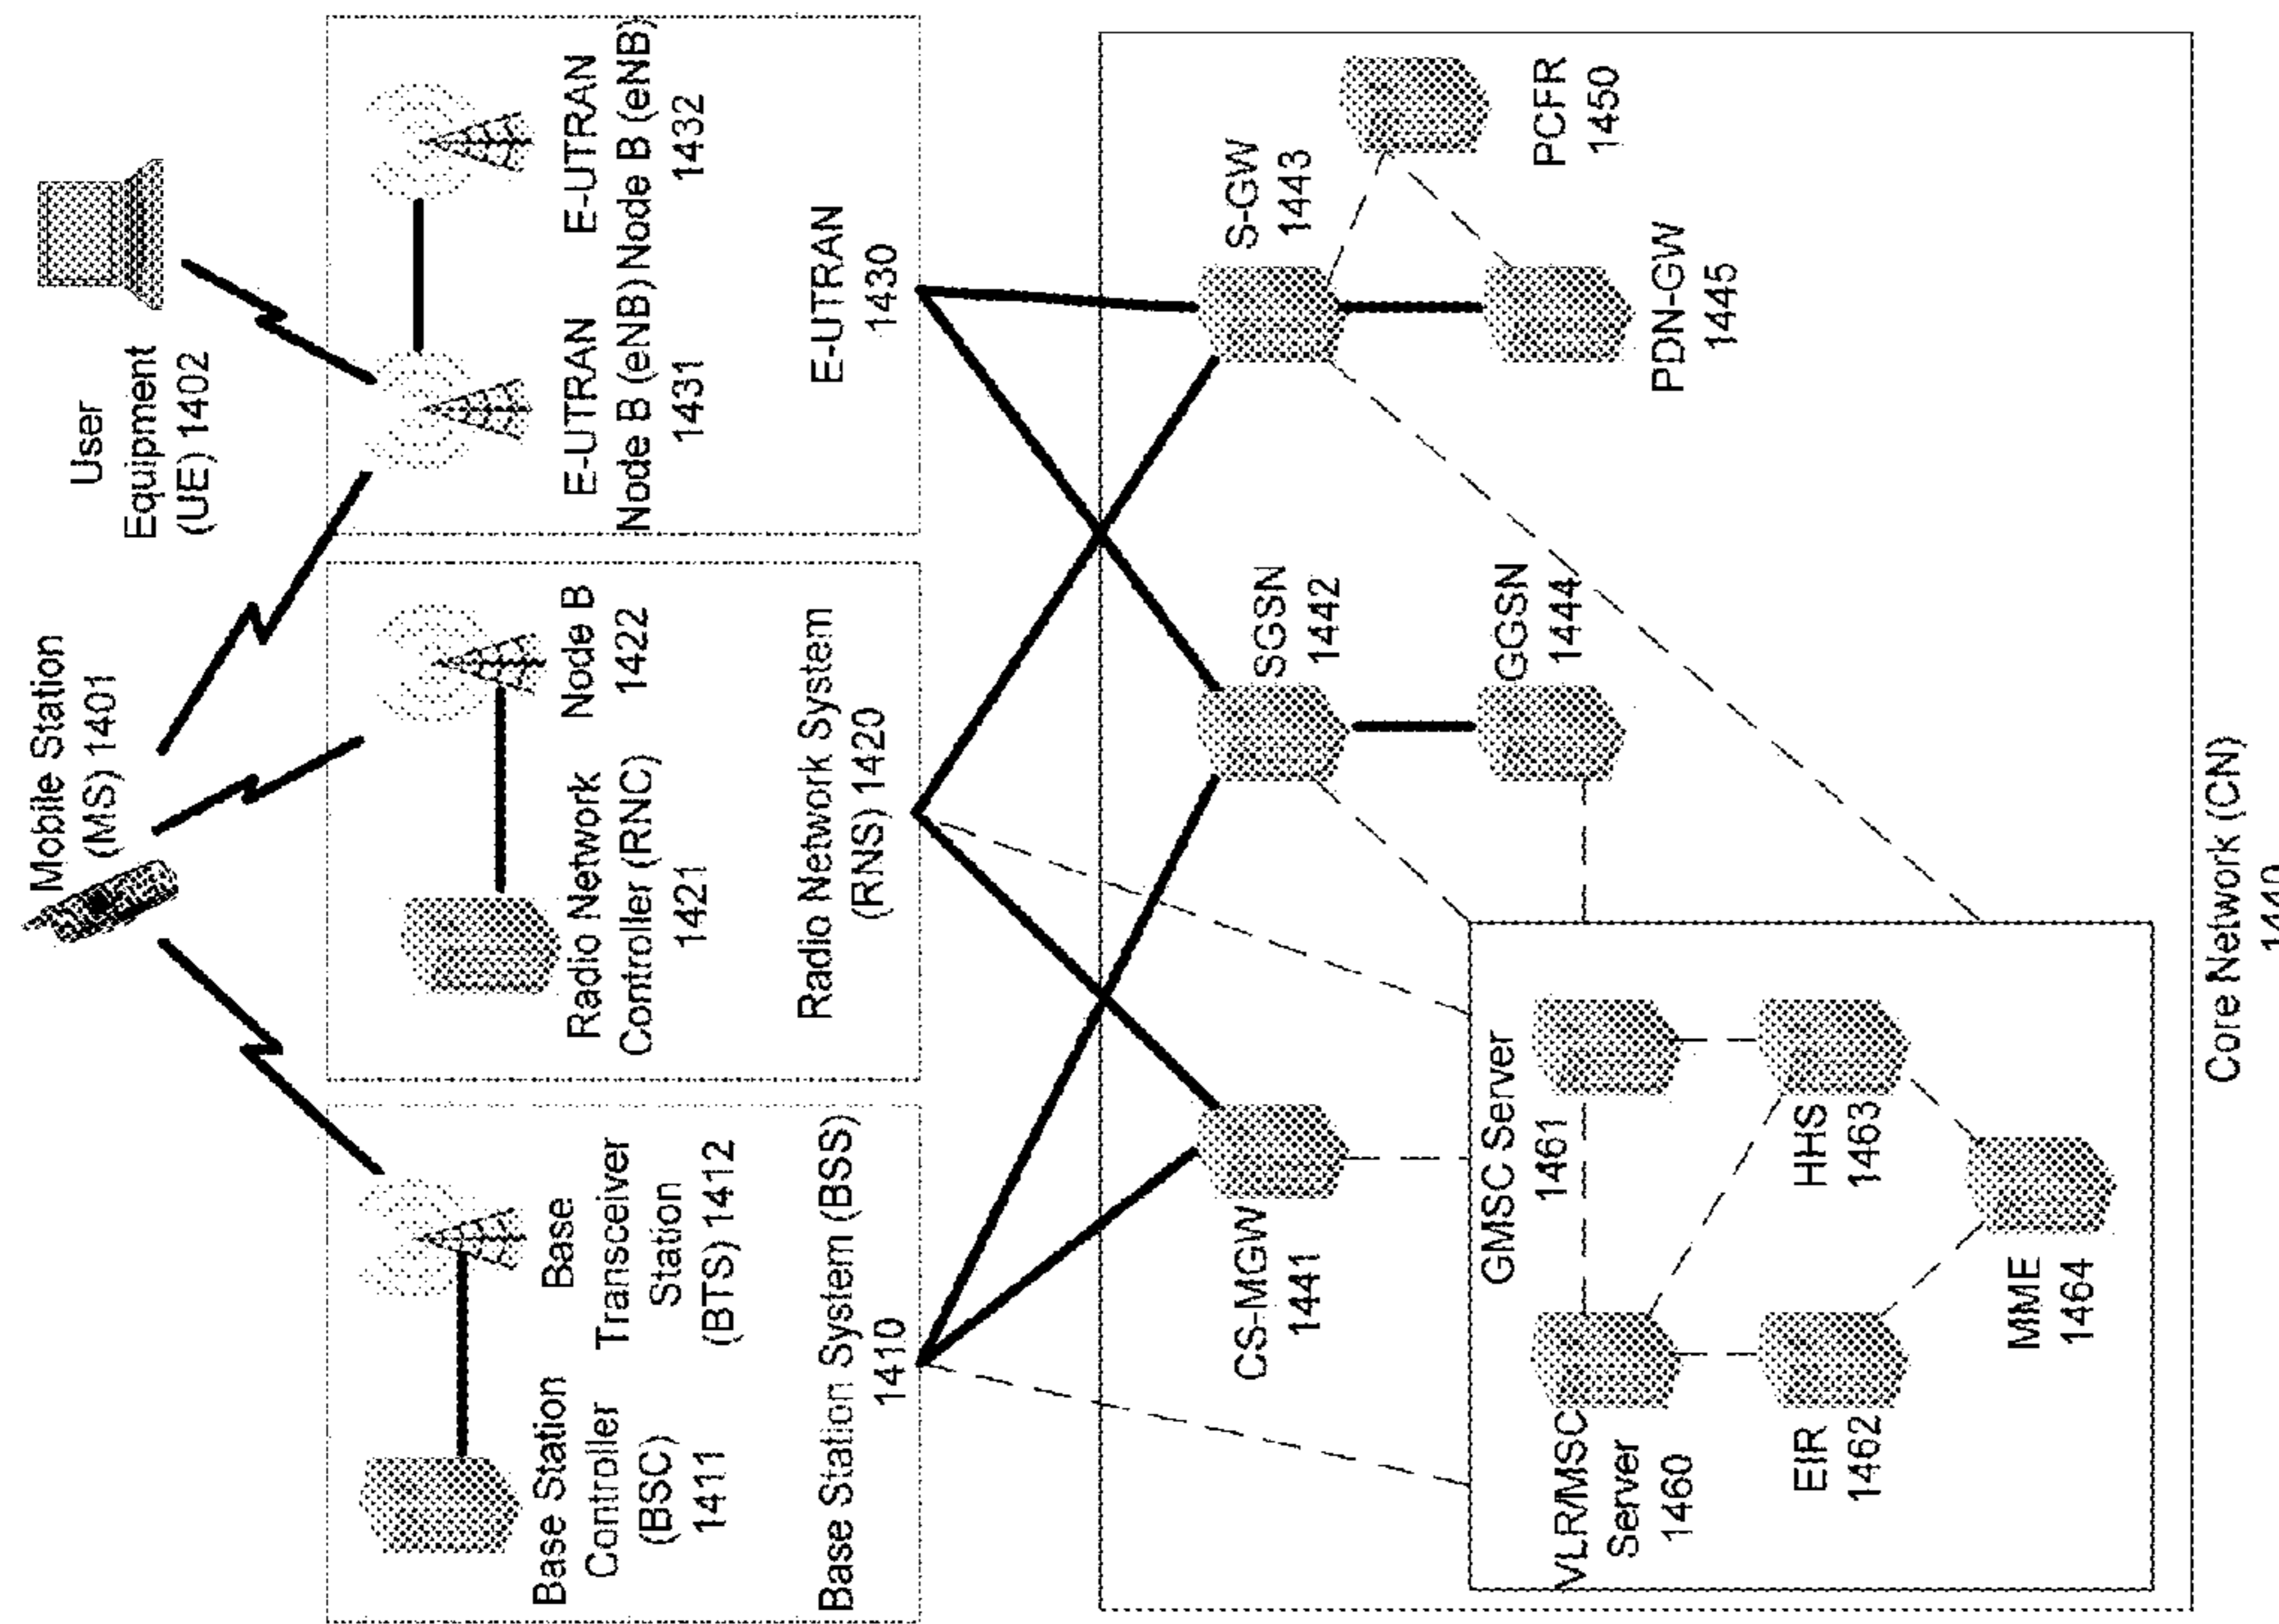 Mobile Station
(MS) 1401
User
Equipment
(UE) 1402
Base Station
Controller
(BSC)
1411
Base
Transceiver
Station
(BTS) 1412
Base Station System (BSS)
1410
Radio Network
Controller (RNC)
1421
Node B
1422
Radio Network System
(RNS) 1420
E-UTRAN
Node B (eNB)
1431
E-UTRAN
Node B (eNB)
1432
E-UTRAN
1430
CS-MGW
1441
SGSN
1442
S-GW
1443
GGSN
1444
PDN-GW
1445
PCFR
1450
GMSC Server
1461
VLR/MSC
Server
1460
EIR
1462
HHS
1463
MME
1464
Core Network (CN)
1440